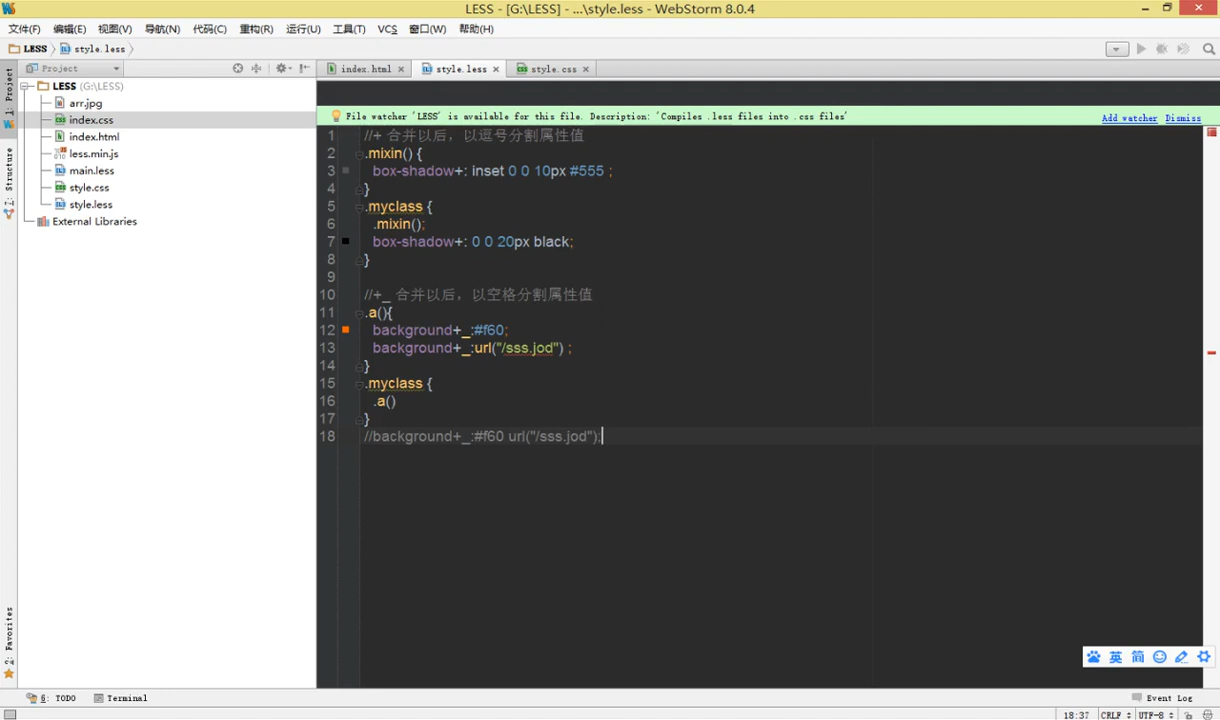 LESS - [G:\LESS] - ...\style.less - WebStorm 8.0.4
文件(F) 编辑(E) 视图(V) 导航(N) 代码(C) 重构(R) 运行(U) 工具(T) VCS 窗口(W) 帮助(H)
LESS style.less
Project index.html style.less style.css
1: Project
7: Structure
2: Favorites
LESS (G:\LESS)
arr.jpg
index.css
index.html
less.min.js
main.less
style.css
style.less
External Libraries
File watcher 'LESS' is available for this file. Description: 'Compiles .less files into .css files' Add watcher Dismiss
1 //+ 合并以后，以逗号分割属性值
2 .mixin() {
3 box-shadow+: inset 0 0 10px #555 ;
4 }
5 .myclass {
6 .mixin();
7 box-shadow+: 0 0 20px black;
8 }
9
10 //+_ 合并以后，以空格分割属性值
11 .a(){
12 background+_:#f60;
13 background+_:url("/sss.jod") ;
14 }
15 .myclass {
16 .a()
17 }
18 //background+_:#f60 url("/sss.jod");
英 简
6: TODO Terminal Event Log
18:37 CRLF UTF-8